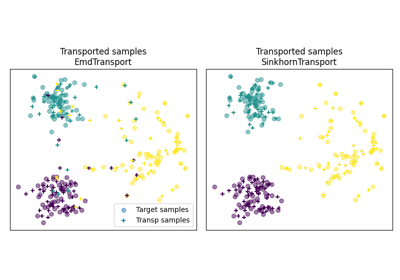 Transported samples
EmdTransport
Transported samples
SinkhornTransport
Target samples
Transp samples